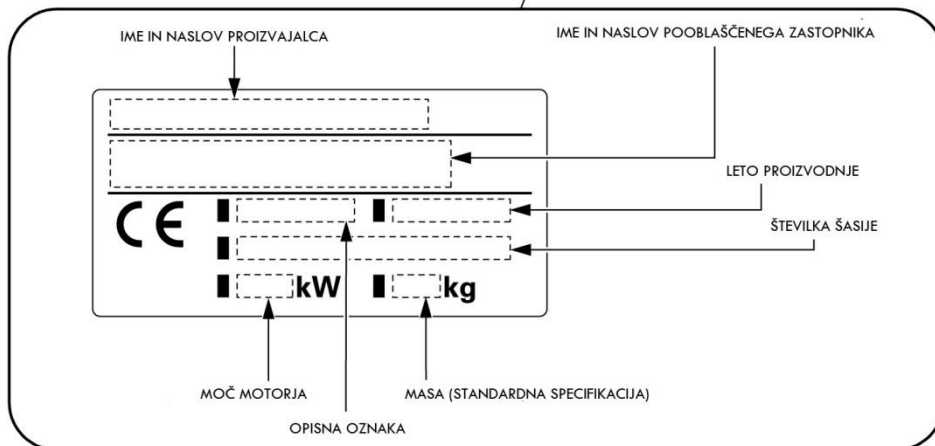 IME IN NASLOV PROIZVAJALCA
IME IN NASLOV POOBLAŠČENEGA ZASTOPNIKA
LETO PROIZVODNJE
ŠTEVILKA ŠASIJE
CE
kW
kg
MOČ MOTORJA
MASA (STANDARDNA SPECIFIKACIJA)
OPISNA OZNAKA